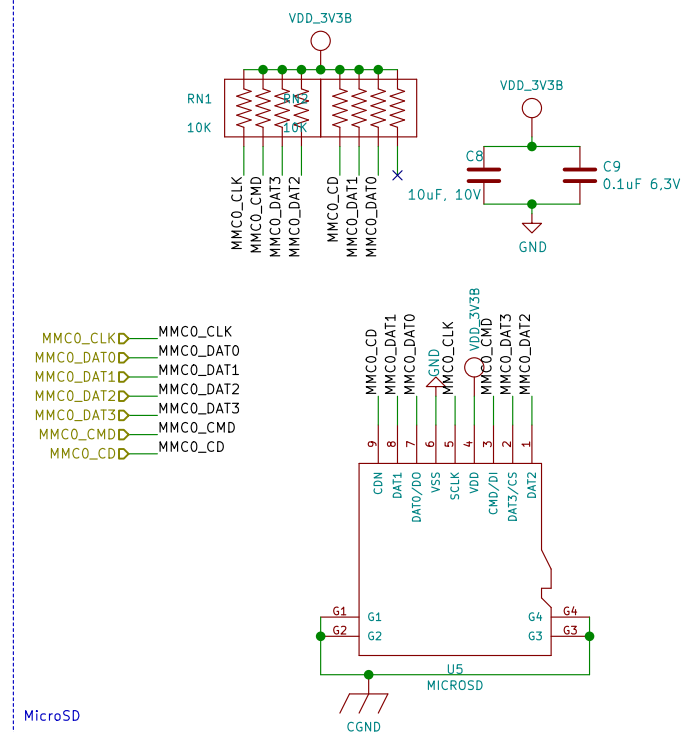 VDD_3V3B
RN1
10K
RN2
10K
MMC0_CLK
MMC0_CMD
MMC0_DAT3
MMC0_DAT2
MMC0_CD
MMC0_DAT1
MMC0_DAT0
VDD_3V3B
C8
10uF, 10V
C9
0.1uF 6,3V
GND
MMC0_CLK MMC0_CLK
MMC0_DAT0 MMC0_DAT0
MMC0_DAT1 MMC0_DAT1
MMC0_DAT2 MMC0_DAT2
MMC0_DAT3 MMC0_DAT3
MMC0_CMD MMC0_CMD
MMC0_CD MMC0_CD
MMC0_CD
MMC0_DAT1
MMC0_DAT0
GND
MMC0_CLK
VDD_3V3B
MMC0_CMD
MMC0_DAT3
MMC0_DAT2
9 8 7 6 5 4 3 2 1
CDN
DAT1
DAT0/DO
VSS
SCLK
VDD
CMD/DI
DAT3/CS
DAT2
G1 G1 G4 G4
G2 G2 G3 G3
U5
MICROSD
CGND
MicroSD